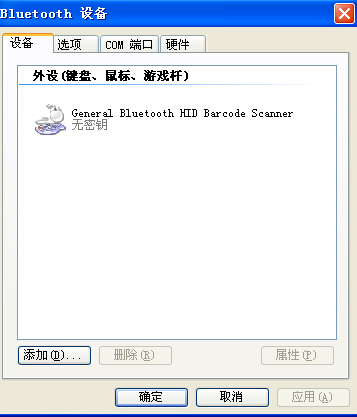 Bluetooth 设备
设备 选项 COM 端口 硬件
外设(键盘、鼠标、游戏杆)
General Bluetooth HID Barcode Scanner
无密钥
添加(D)... 删除(R) 属性(P)
确定 取消 应用(A)